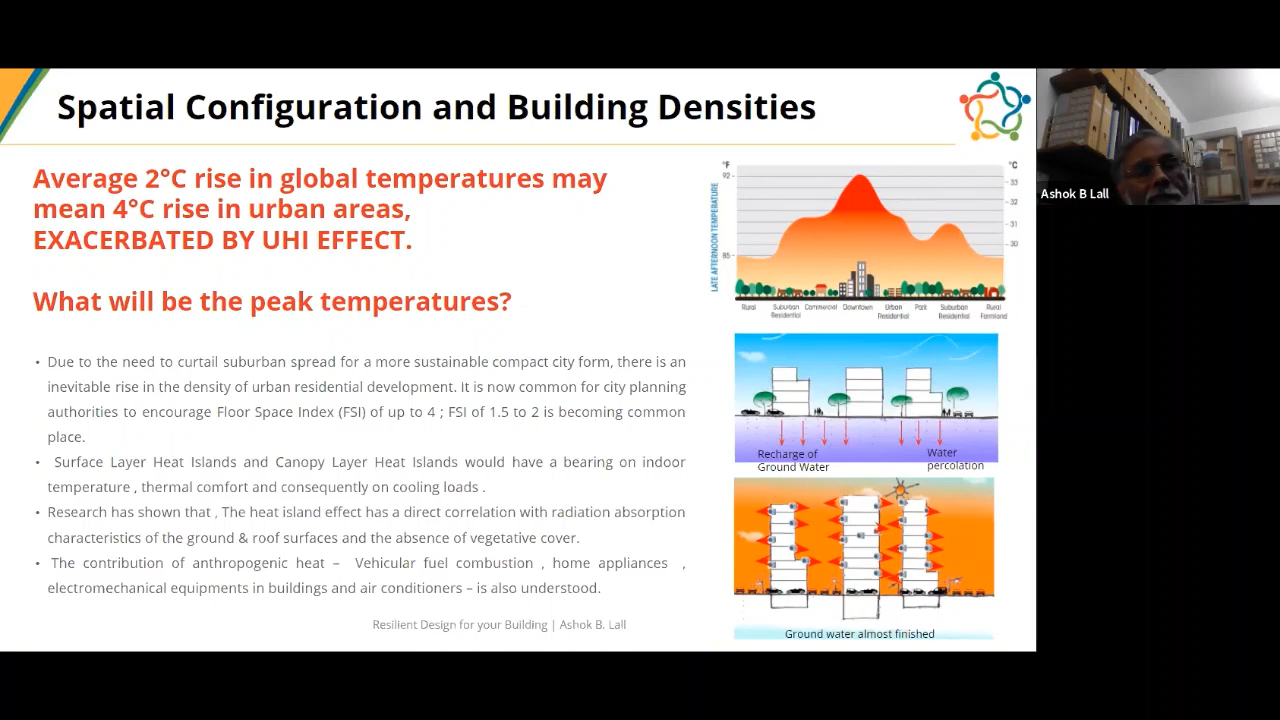 Spatial Configuration and Building Densities
Average 2°C rise in global temperatures may
mean 4°C rise in urban areas,
EXACERBATED BY UHI EFFECT.
What will be the peak temperatures?
• Due to the need to curtail suburban spread for a more sustainable compact city form, there is an
inevitable rise in the density of urban residential development. It is now common for city planning
authorities to encourage Floor Space Index (FSI) of up to 4 ; FSI of 1.5 to 2 is becoming common
place.
• Surface Layer Heat Islands and Canopy Layer Heat Islands would have a bearing on indoor
temperature , thermal comfort and consequently on cooling loads .
• Research has shown that , The heat island effect has a direct correlation with radiation absorption
characteristics of the ground & roof surfaces and the absence of vegetative cover.
• The contribution of anthropogenic heat – Vehicular fuel combustion , home appliances ,
electromechanical equipments in buildings and air conditioners – is also understood.
Resilient Design for your Building | Ashok B. Lall
°F
°C
92
33
32
31
30
85
LATE AFTERNOON TEMPERATURE
Rural
Suburban
Residential
Commercial
Downtown
Urban
Residential
Park
Suburban
Residential
Rural
Farmland
Recharge of
Ground Water
Water
percolation
Ground water almost finished
Ashok B Lall